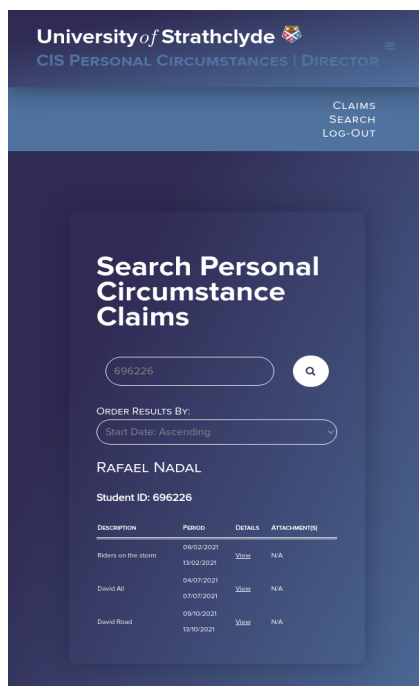 University of Strathclyde
CIS Personal Circumstances | Director
Claims
Search
Log-Out
Search Personal
Circumstance
Claims
696226
Order Results By:
Start Date: Ascending
Rafael Nadal
Student ID: 696226
Description Period Details Attachment(s)
Riders on the storm 09/02/2021 13/02/2021 View N/A
David All 04/07/2021 07/07/2021 View N/A
David Road 09/10/2021 13/10/2021 View N/A